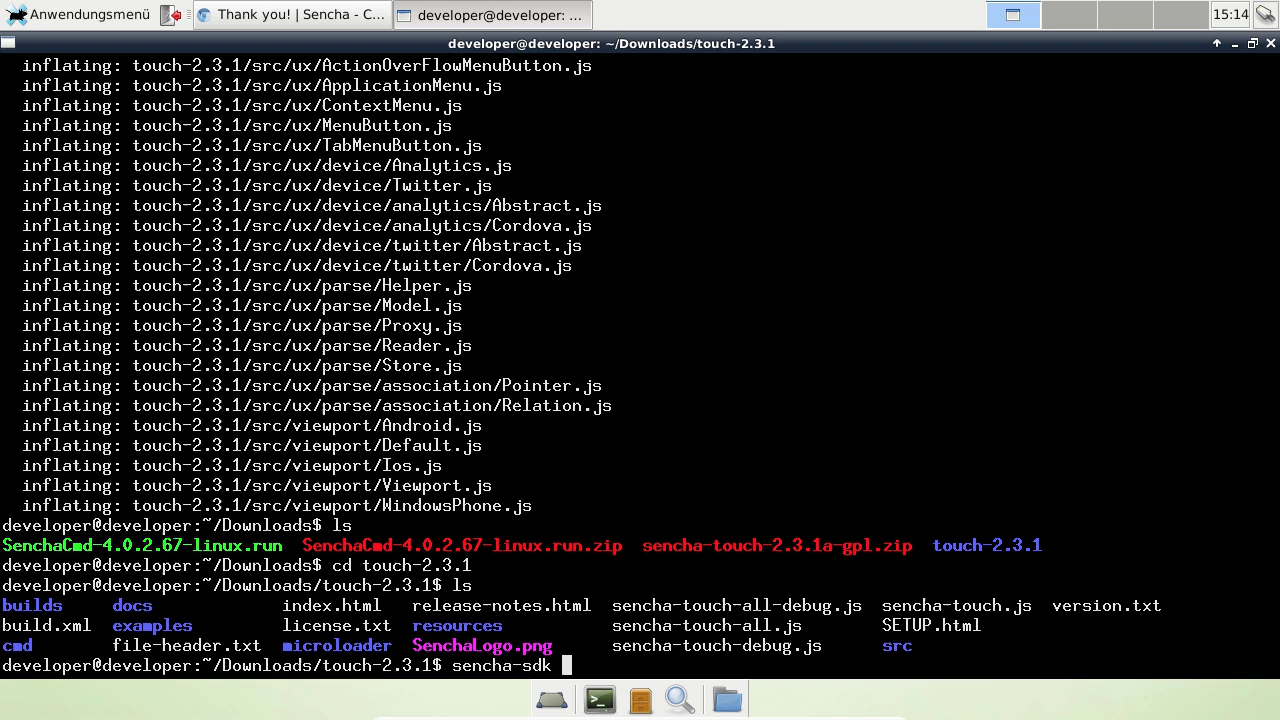 Anwendungsmenü Thank you! | Sencha - C... developer@developer: ... 15:14
developer@developer: ~/Downloads/touch-2.3.1
inflating: touch-2.3.1/src/ux/ActionOverFlowMenuButton.js
inflating: touch-2.3.1/src/ux/ApplicationMenu.js
inflating: touch-2.3.1/src/ux/ContextMenu.js
inflating: touch-2.3.1/src/ux/MenuButton.js
inflating: touch-2.3.1/src/ux/TabMenuButton.js
inflating: touch-2.3.1/src/ux/device/Analytics.js
inflating: touch-2.3.1/src/ux/device/Twitter.js
inflating: touch-2.3.1/src/ux/device/analytics/Abstract.js
inflating: touch-2.3.1/src/ux/device/analytics/Cordova.js
inflating: touch-2.3.1/src/ux/device/twitter/Abstract.js
inflating: touch-2.3.1/src/ux/device/twitter/Cordova.js
inflating: touch-2.3.1/src/ux/parse/Helper.js
inflating: touch-2.3.1/src/ux/parse/Model.js
inflating: touch-2.3.1/src/ux/parse/Proxy.js
inflating: touch-2.3.1/src/ux/parse/Reader.js
inflating: touch-2.3.1/src/ux/parse/Store.js
inflating: touch-2.3.1/src/ux/parse/association/Pointer.js
inflating: touch-2.3.1/src/ux/parse/association/Relation.js
inflating: touch-2.3.1/src/viewport/Android.js
inflating: touch-2.3.1/src/viewport/Default.js
inflating: touch-2.3.1/src/viewport/Ios.js
inflating: touch-2.3.1/src/viewport/Viewport.js
inflating: touch-2.3.1/src/viewport/WindowsPhone.js
developer@developer:~/Downloads$ ls
SenchaCmd-4.0.2.67-linux.run SenchaCmd-4.0.2.67-linux.run.zip sencha-touch-2.3.1a-gpl.zip touch-2.3.1
developer@developer:~/Downloads$ cd touch-2.3.1
developer@developer:~/Downloads/touch-2.3.1$ ls
builds docs index.html release-notes.html sencha-touch-all-debug.js sencha-touch.js version.txt
build.xml examples license.txt resources sencha-touch-all.js SETUP.html
cmd file-header.txt microloader SenchaLogo.png sencha-touch-debug.js src
developer@developer:~/Downloads/touch-2.3.1$ sencha-sdk